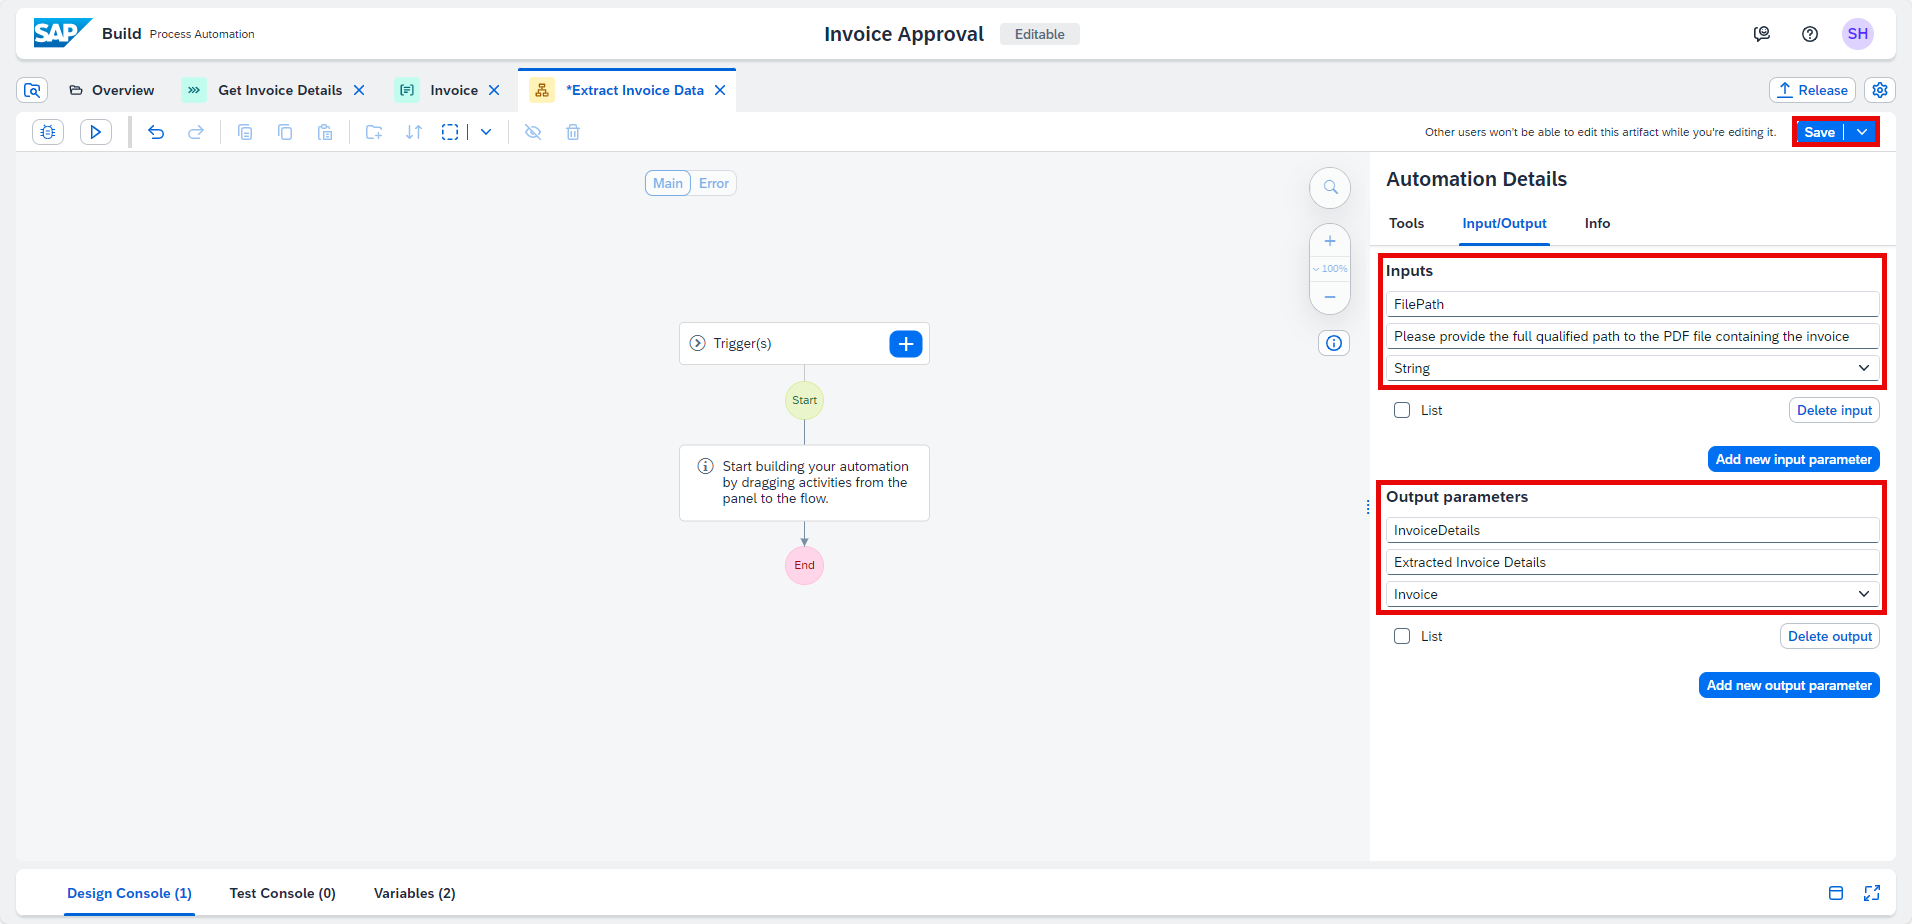 SAP Build Process Automation
Invoice Approval
Editable
SH
Overview
Get Invoice Details
Invoice
*Extract Invoice Data
Release
Other users won't be able to edit this artifact while you're editing it.
Save
Main
Error
100%
Trigger(s)
Start
Start building your automation
by dragging activities from the
panel to the flow.
End
Automation Details
Tools
Input/Output
Info
Inputs
FilePath
Please provide the full qualified path to the PDF file containing the invoice
String
List
Delete input
Add new input parameter
Output parameters
InvoiceDetails
Extracted Invoice Details
Invoice
List
Delete output
Add new output parameter
Design Console (1)
Test Console (0)
Variables (2)